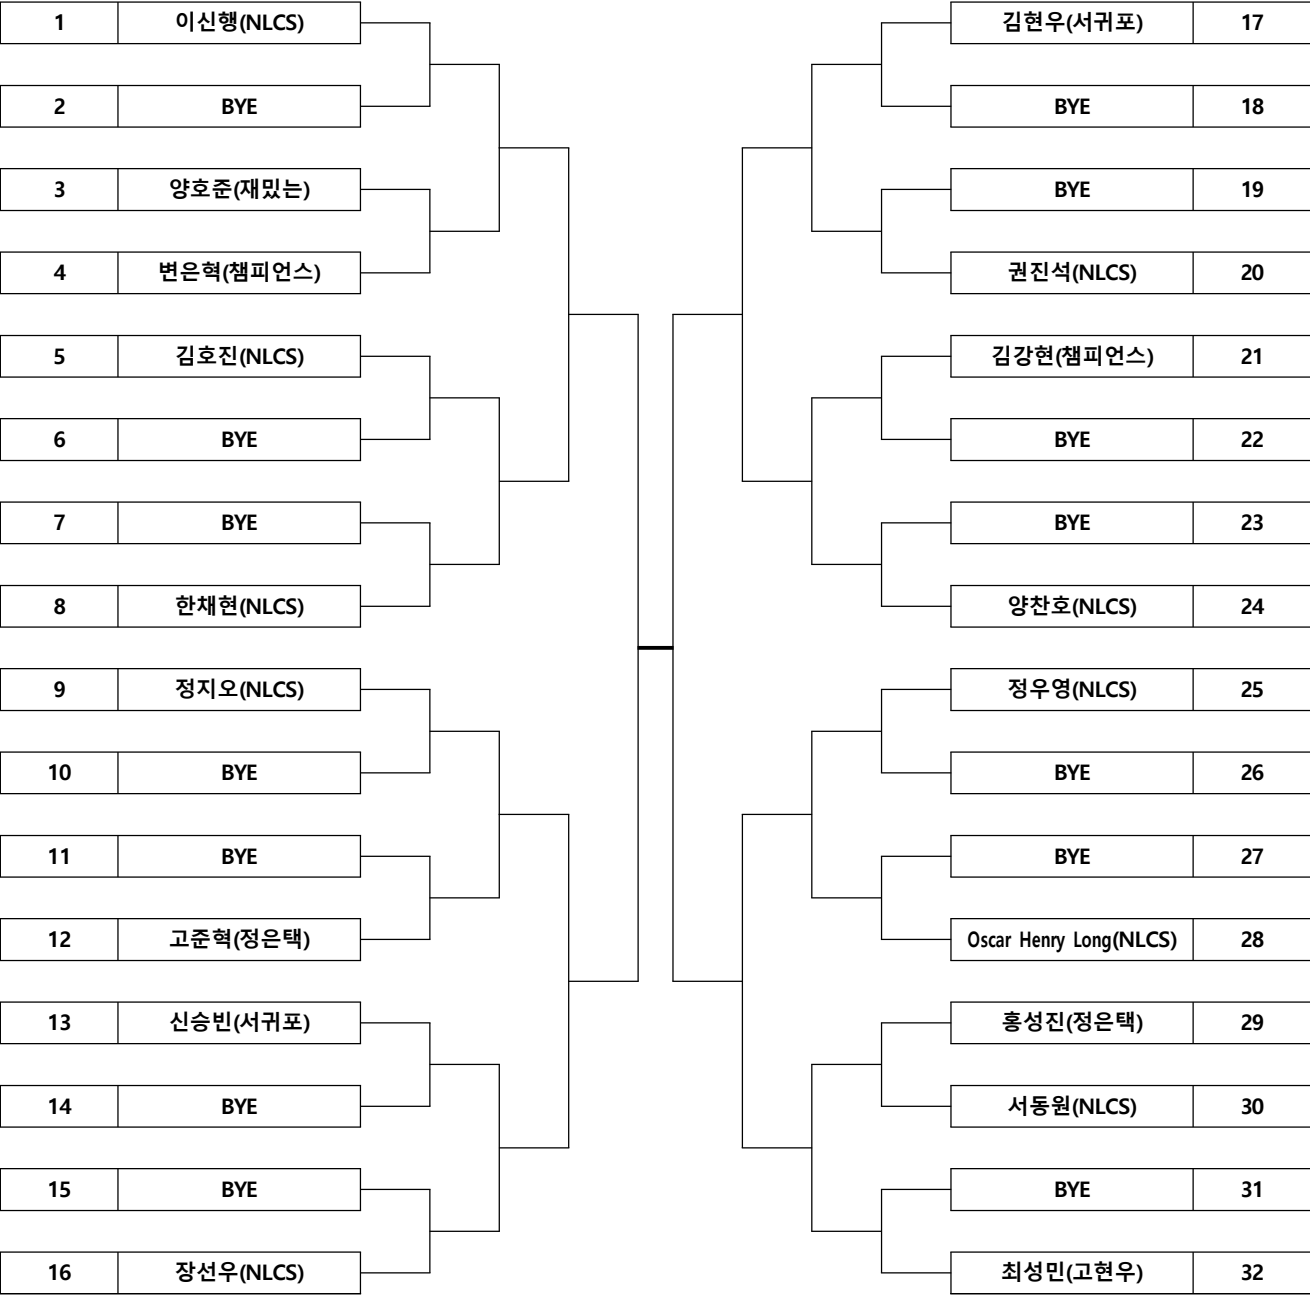 1 이신행(NLCS)
2 BYE
3 양호준(재밌는)
4 변은혁(챔피언스)
5 김호진(NLCS)
6 BYE
7 BYE
8 한채현(NLCS)
9 정지오(NLCS)
10 BYE
11 BYE
12 고준혁(정은택)
13 신승빈(서귀포)
14 BYE
15 BYE
16 장선우(NLCS)
김현우(서귀포) 17
BYE 18
BYE 19
권진석(NLCS) 20
김강현(챔피언스) 21
BYE 22
BYE 23
양찬호(NLCS) 24
정우영(NLCS) 25
BYE 26
BYE 27
Oscar Henry Long(NLCS) 28
홍성진(정은택) 29
서동원(NLCS) 30
BYE 31
최성민(고현우) 32